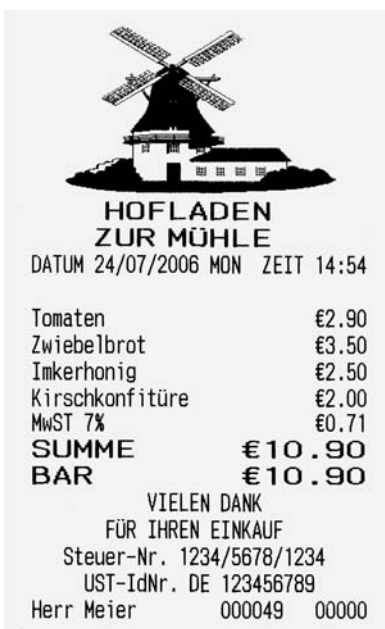 HOFLADEN
ZUR MÜHLE
DATUM 24/07/2006 MON ZEIT 14:54
Tomaten €2.90
Zwiebelbrot €3.50
Imkerhonig €2.50
Kirschkonfitüre €2.00
MwST 7% €0.71
SUMME €10.90
BAR €10.90
VIELEN DANK
FÜR IHREN EINKAUF
Steuer-Nr. 1234/5678/1234
UST-IdNr. DE 123456789
Herr Meier 000049 00000